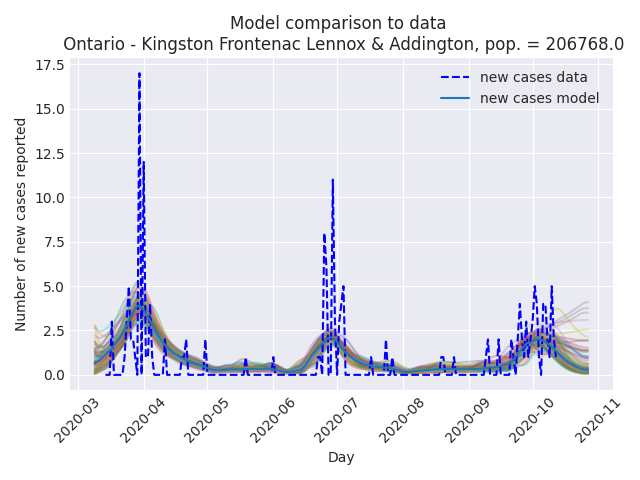 Model comparison to data
Ontario - Kingston Frontenac Lennox & Addington, pop. = 206768.0
17.5
15.0
12.5
10.0
7.5
5.0
2.5
0.0
Number of new cases reported
new cases data
new cases model
2020-03
2020-04
2020-05
2020-06
2020-07
2020-08
2020-09
2020-10
2020-11
Day